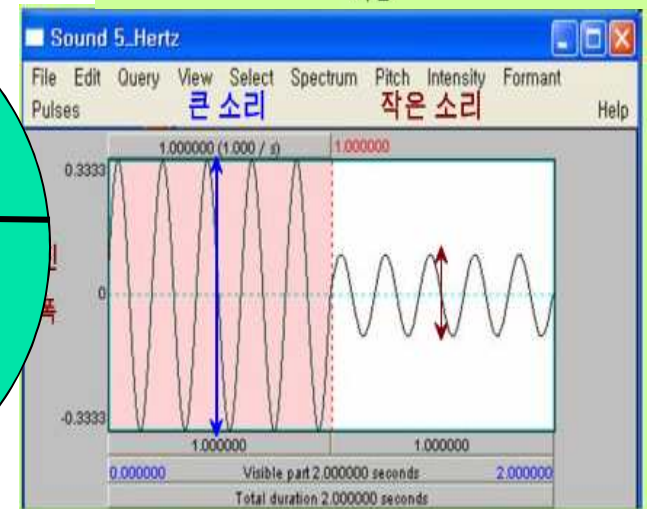 Sound 5_Hertz
File Edit Query View Select Spectrum Pitch Intensity Formant
Pulses Help
큰 소리 작은 소리
1.000000 (1.000 / s) 1.000000
0.3333
0
폭
-0.3333
1.000000 1.000000
0.000000 Visible part 2.000000 seconds 2.000000
Total duration 2.000000 seconds